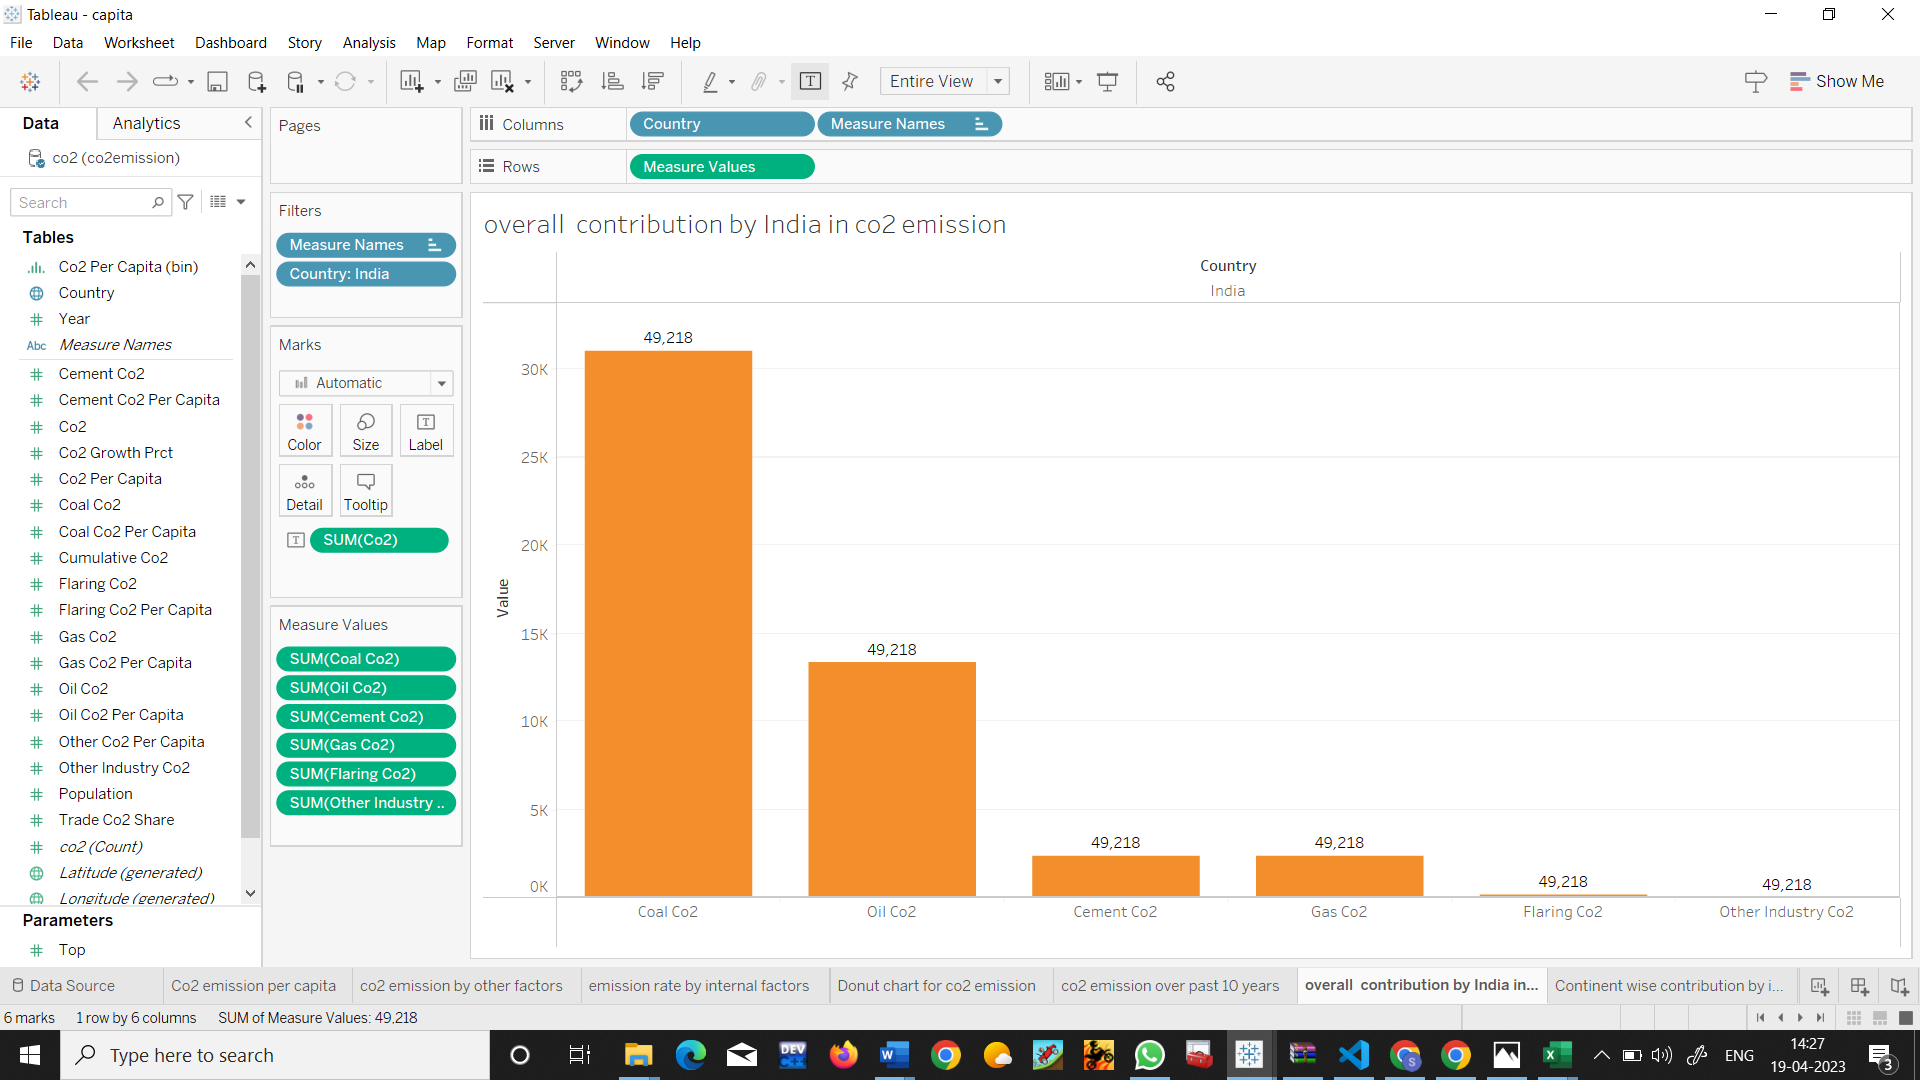 Tableau - capita
File Data Worksheet Dashboard Story Analysis Map Format Server Window Help
Entire View
Show Me
Data Analytics
co2 (co2emission)
Search
Tables
Co2 Per Capita (bin)
Country
Year
Abc Measure Names
Cement Co2
Cement Co2 Per Capita
Co2
Co2 Growth Prct
Co2 Per Capita
Coal Co2
Coal Co2 Per Capita
Cumulative Co2
Flaring Co2
Flaring Co2 Per Capita
Gas Co2
Gas Co2 Per Capita
Oil Co2
Oil Co2 Per Capita
Other Co2 Per Capita
Other Industry Co2
Population
Trade Co2 Share
co2 (Count)
Latitude (generated)
Longitude (generated)
Parameters
Top
Pages
Filters
Measure Names
Country: India
Marks
Automatic
Color Size T Label
Detail Tooltip
T SUM(Co2)
Measure Values
SUM(Coal Co2)
SUM(Oil Co2)
SUM(Cement Co2)
SUM(Gas Co2)
SUM(Flaring Co2)
SUM(Other Industry ..
Columns Country Measure Names
Rows Measure Values
overall  contribution by India in co2 emission
Country
India
Value
30K
25K
20K
15K
10K
5K
0K
49,218
49,218
49,218
49,218
49,218
49,218
Coal Co2 Oil Co2 Cement Co2 Gas Co2 Flaring Co2 Other Industry Co2
Data Source Co2 emission per capita co2 emission by other factors emission rate by internal factors Donut chart for co2 emission co2 emission over past 10 years overall  contribution by India in... Continent wise contribution by i...
6 marks 1 row by 6 columns SUM of Measure Values: 49,218
Type here to search
DEV C++
ENG
14:27
19-04-2023
3